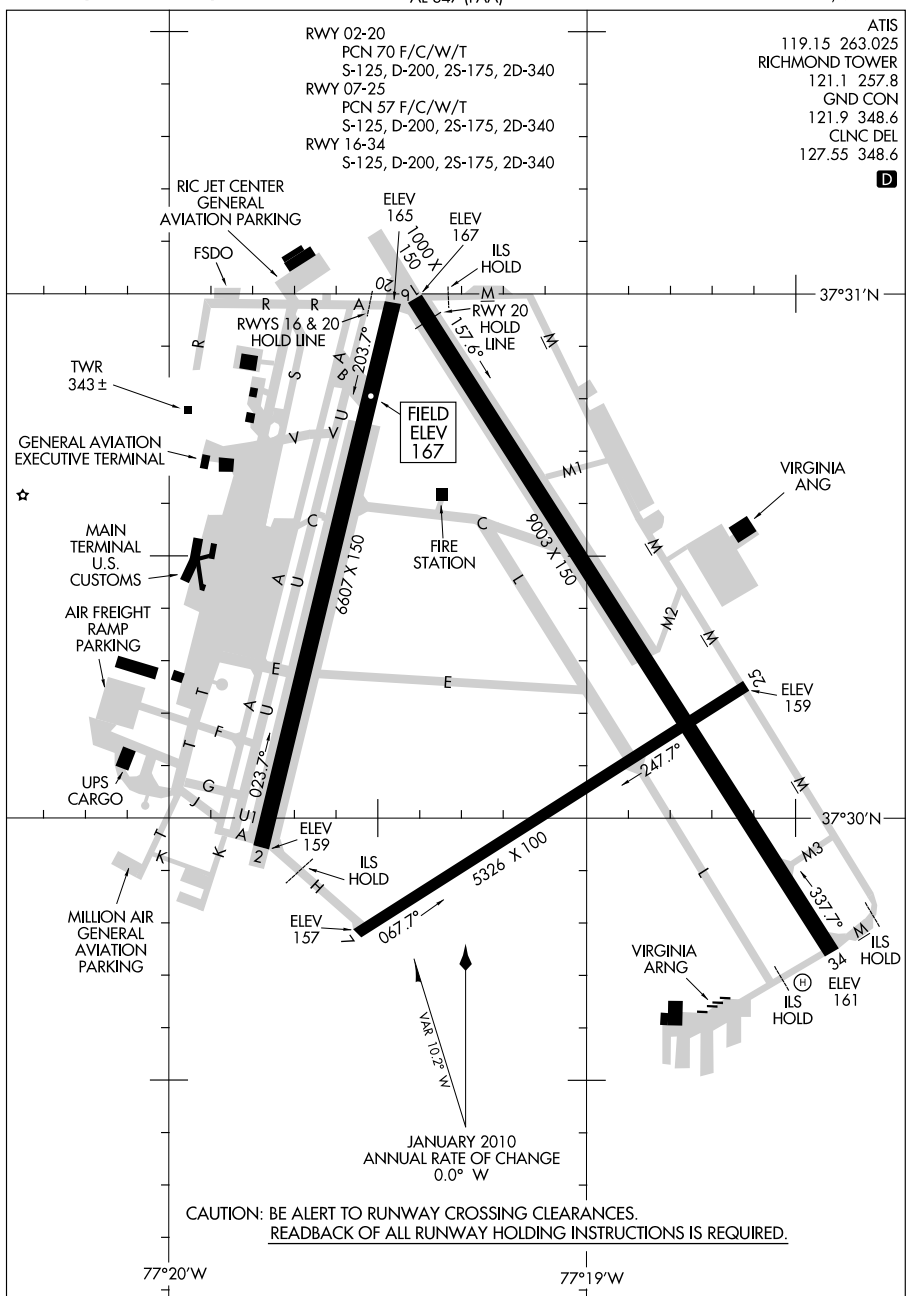 AL-347 (FAA)
RWY 02-20
PCN 70 F/C/W/T
S-125, D-200, 2S-175, 2D-340
RWY 07-25
PCN 57 F/C/W/T
S-125, D-200, 2S-175, 2D-340
RWY 16-34
S-125, D-200, 2S-175, 2D-340
ATIS
119.15 263.025
RICHMOND TOWER
121.1 257.8
GND CON
121.9 348.6
CLNC DEL
127.55 348.6
D
RIC JET CENTER
GENERAL
AVIATION PARKING
FSDO
ELEV
165
1000 X
150
ELEV
167
ILS
HOLD
R
R
A
20
16
M
37°31'N
RWYS 16 & 20
HOLD LINE
RWY 20
HOLD
LINE
203.7°
157.6°
M
R
S
A
B
U
V
V
TWR
343±
FIELD
ELEV
167
GENERAL AVIATION
EXECUTIVE TERMINAL
M1
VIRGINIA
ANG
C
C
FIRE
STATION
9003 X 150
M
MAIN
TERMINAL
U.S.
CUSTOMS
A
U
6607 X 150
L
M2
M
AIR FREIGHT
RAMP
PARKING
E
E
T
A
U
25
ELEV
159
T
F
023.7°
247.7°
UPS
CARGO
G
J
U1
M
37°30'N
T
K
K
A
2
ELEV
159
5326 X 100
M3
H
ILS
HOLD
L
337.7°
MILLION AIR
GENERAL
AVIATION
PARKING
ELEV
157
7
067.7°
M
ILS
HOLD
34
VIRGINIA
ARNG
H
ILS
HOLD
ELEV
161
VAR 10.2° W
JANUARY 2010
ANNUAL RATE OF CHANGE
0.0° W
CAUTION: BE ALERT TO RUNWAY CROSSING CLEARANCES.
READBACK OF ALL RUNWAY HOLDING INSTRUCTIONS IS REQUIRED.
77°20'W
77°19'W